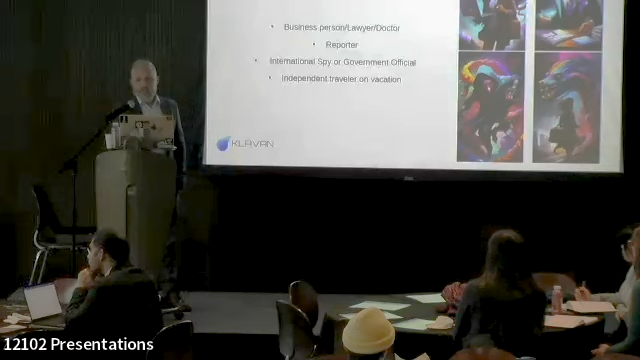 Business person/Lawyer/Doctor
Reporter
International Spy or Government Official
Independent traveler on vacation
KLAVAN
12102 Presentations